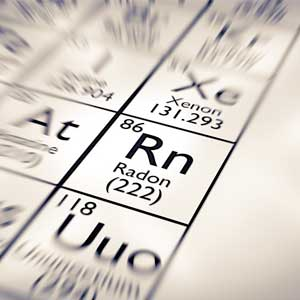 Xe
Xenon
131.293
At
86
Rn
Radon
(222)
118
Uuo